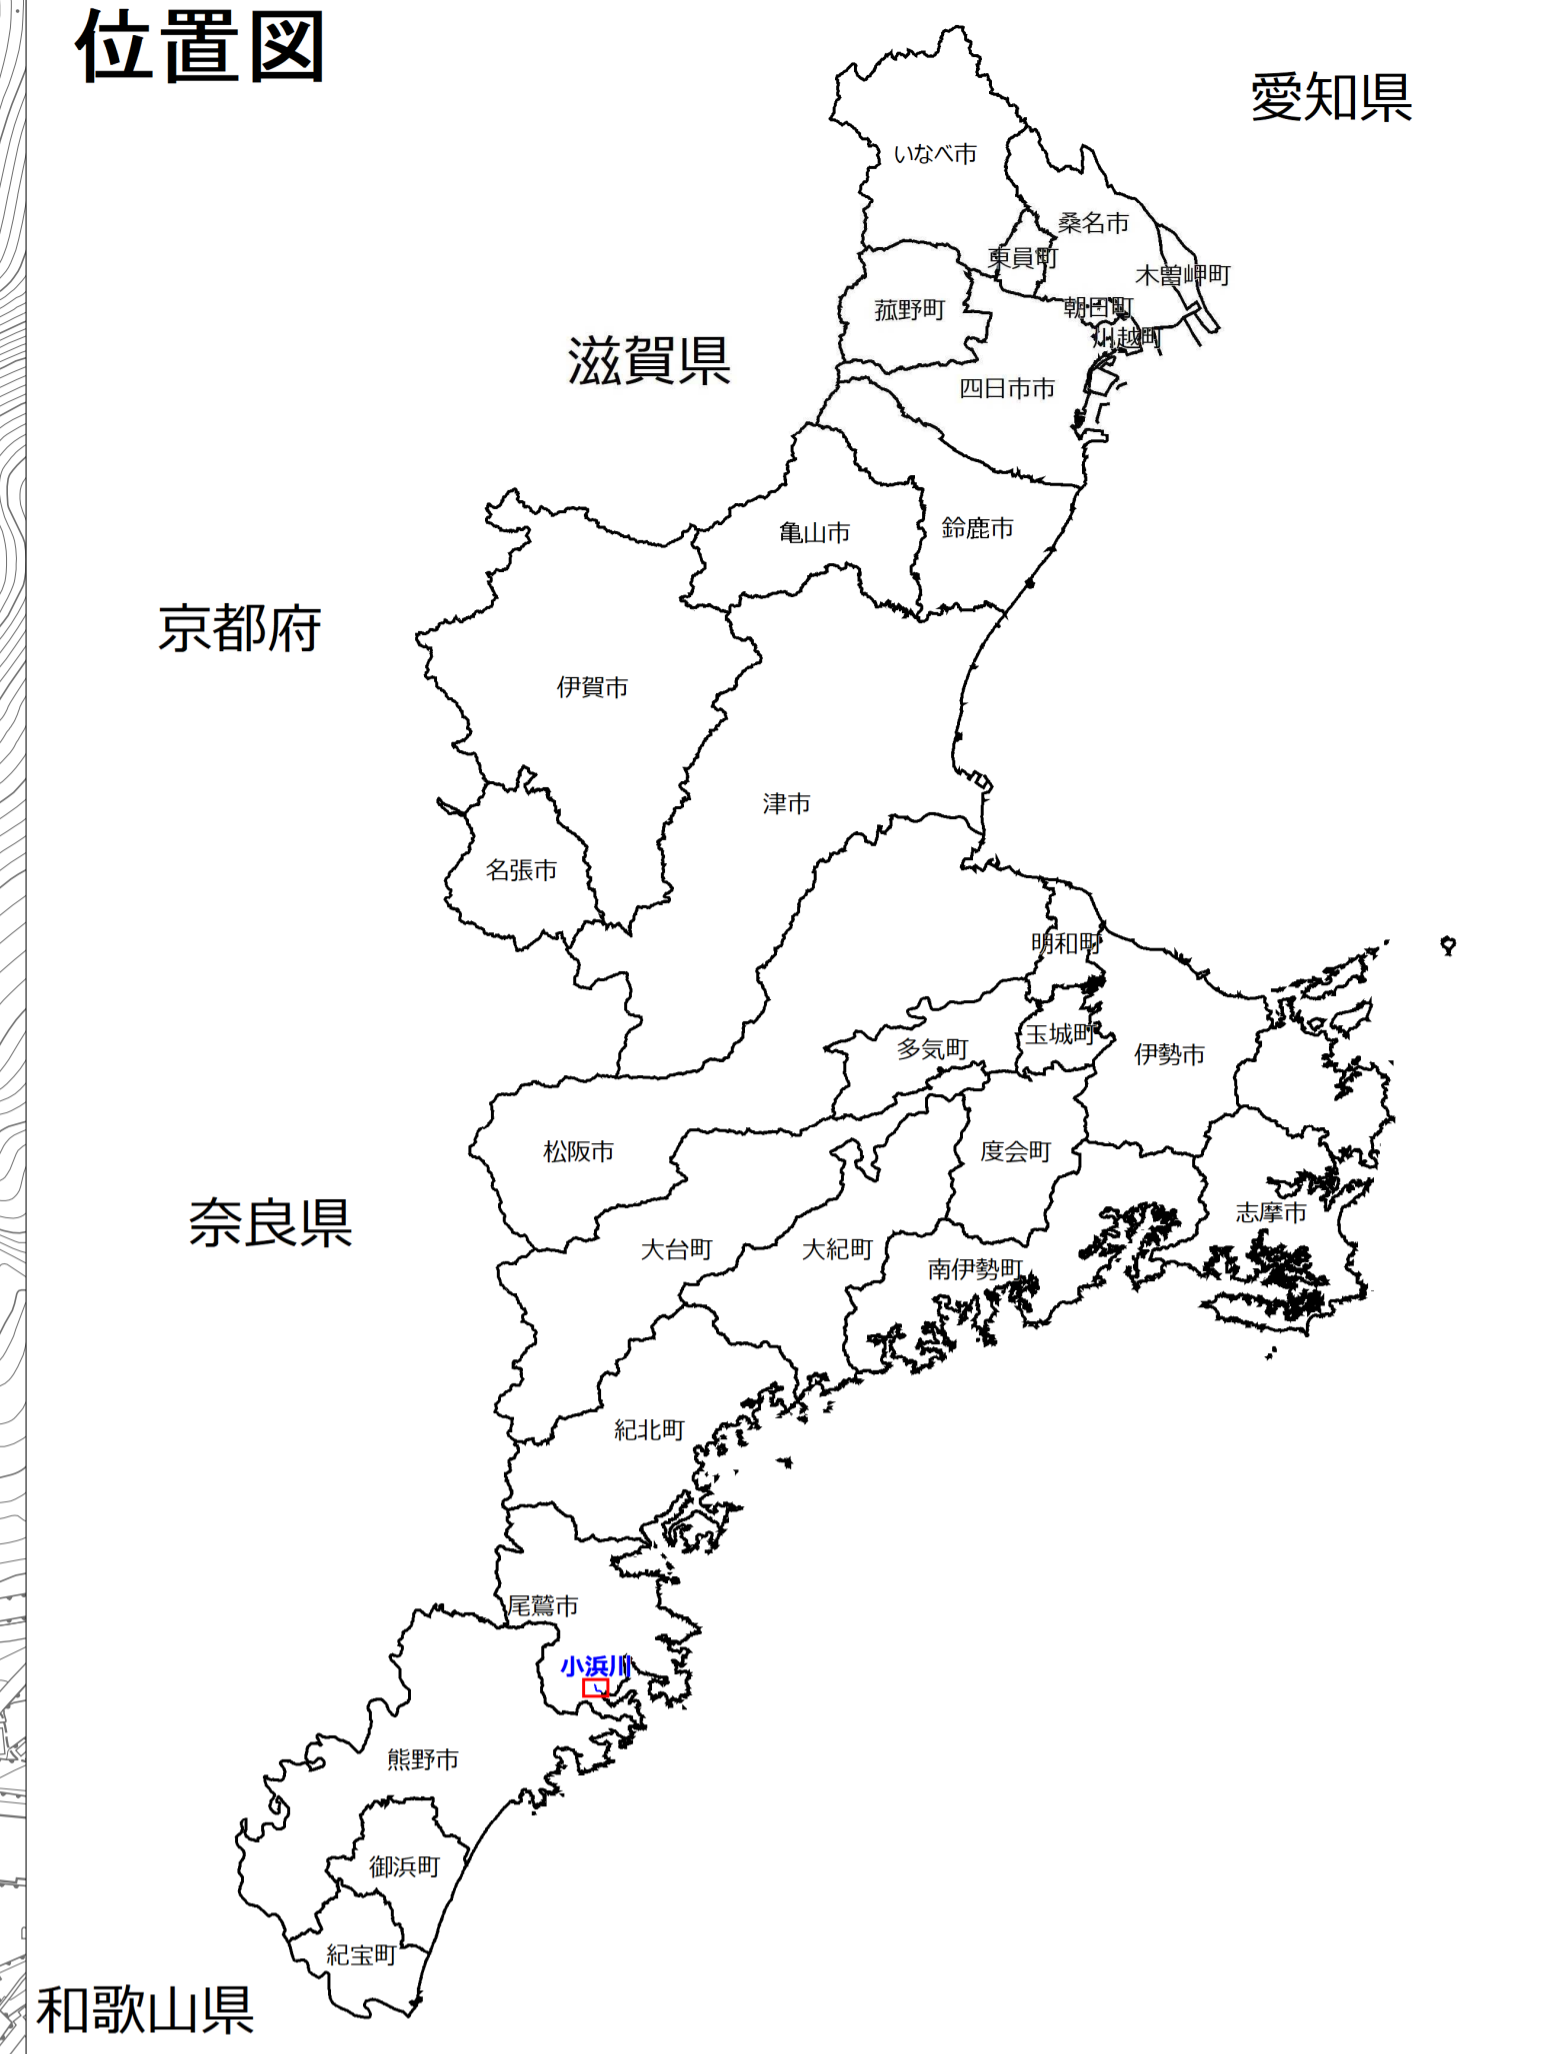 位置図
愛知県
いなべ市
桑名市
東員町
木曽岬町
朝日町
菰野町
川越町
滋賀県
四日市市
亀山市
鈴鹿市
京都府
伊賀市
津市
名張市
明和町
玉城町
多気町
伊勢市
松阪市
度会町
奈良県
志摩市
大台町
大紀町
南伊勢町
紀北町
尾鷲市
小浜川
熊野市
御浜町
紀宝町
和歌山県